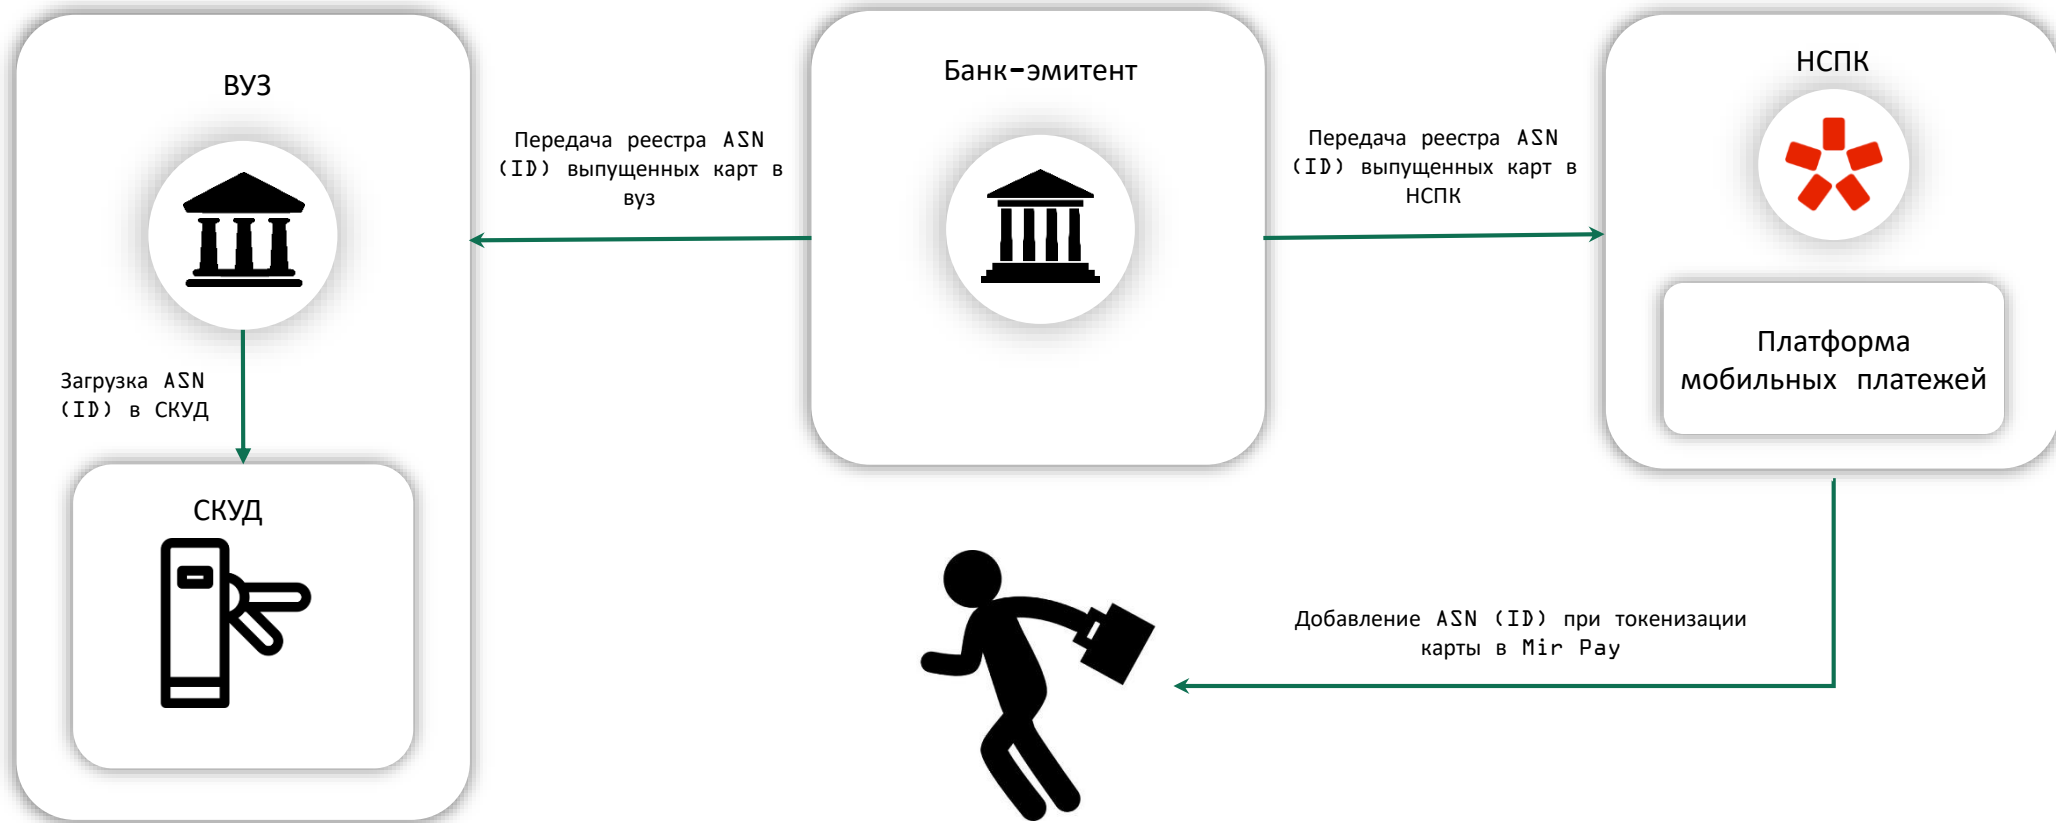 ВУЗ
Передача реестра ASN
(ID) выпущенных карт в
вуз
Загрузка ASN
(ID) в СКУД
СКУД
Банк-эмитент
Передача реестра ASN
(ID) выпущенных карт в
НСПК
НСПК
Платформа
мобильных платежей
Добавление ASN (ID) при токенизации
карты в Mir Pay